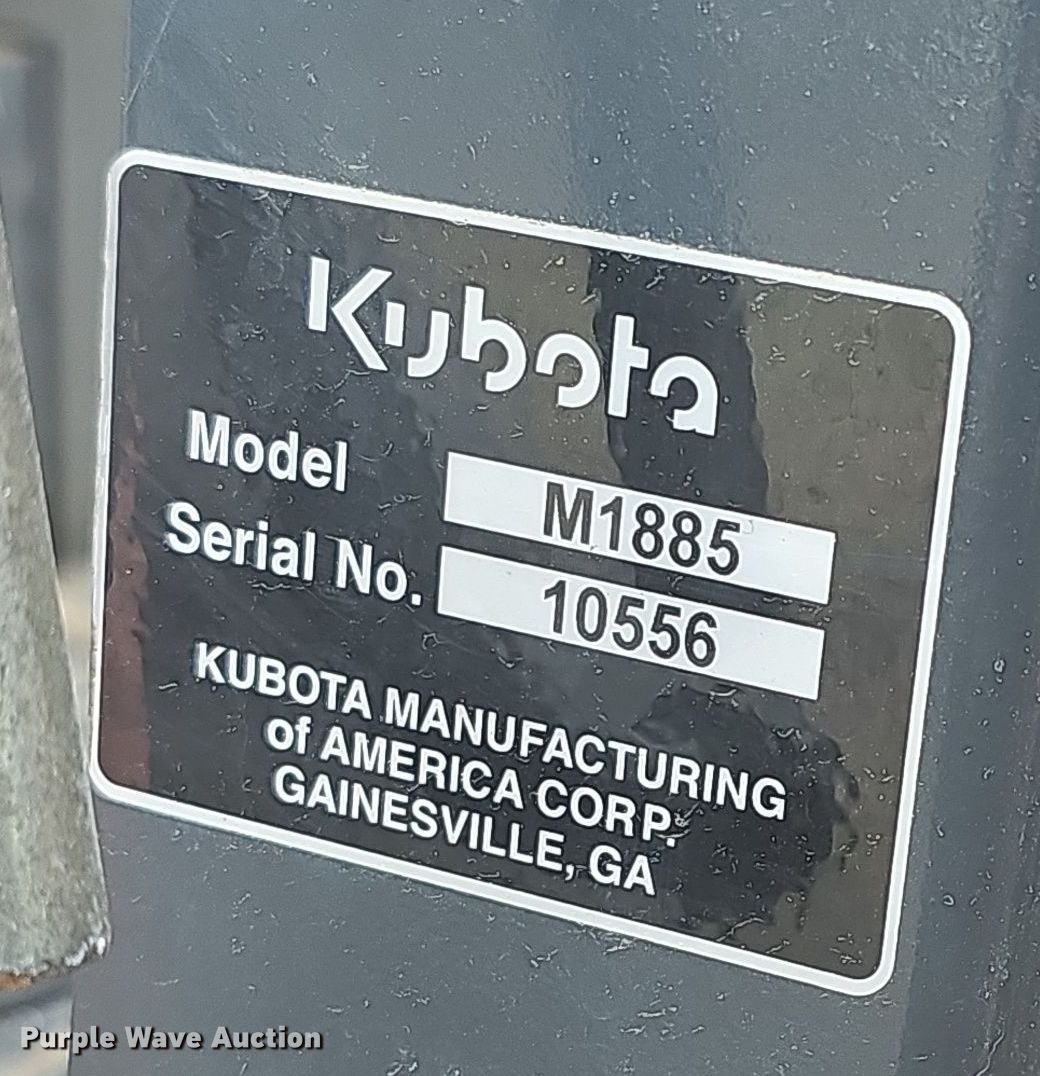 Kubota
Model M1885
Serial No. 10556
KUBOTA MANUFACTURING
of AMERICA CORP.
GAINESVILLE, GA
Purple Wave Auction